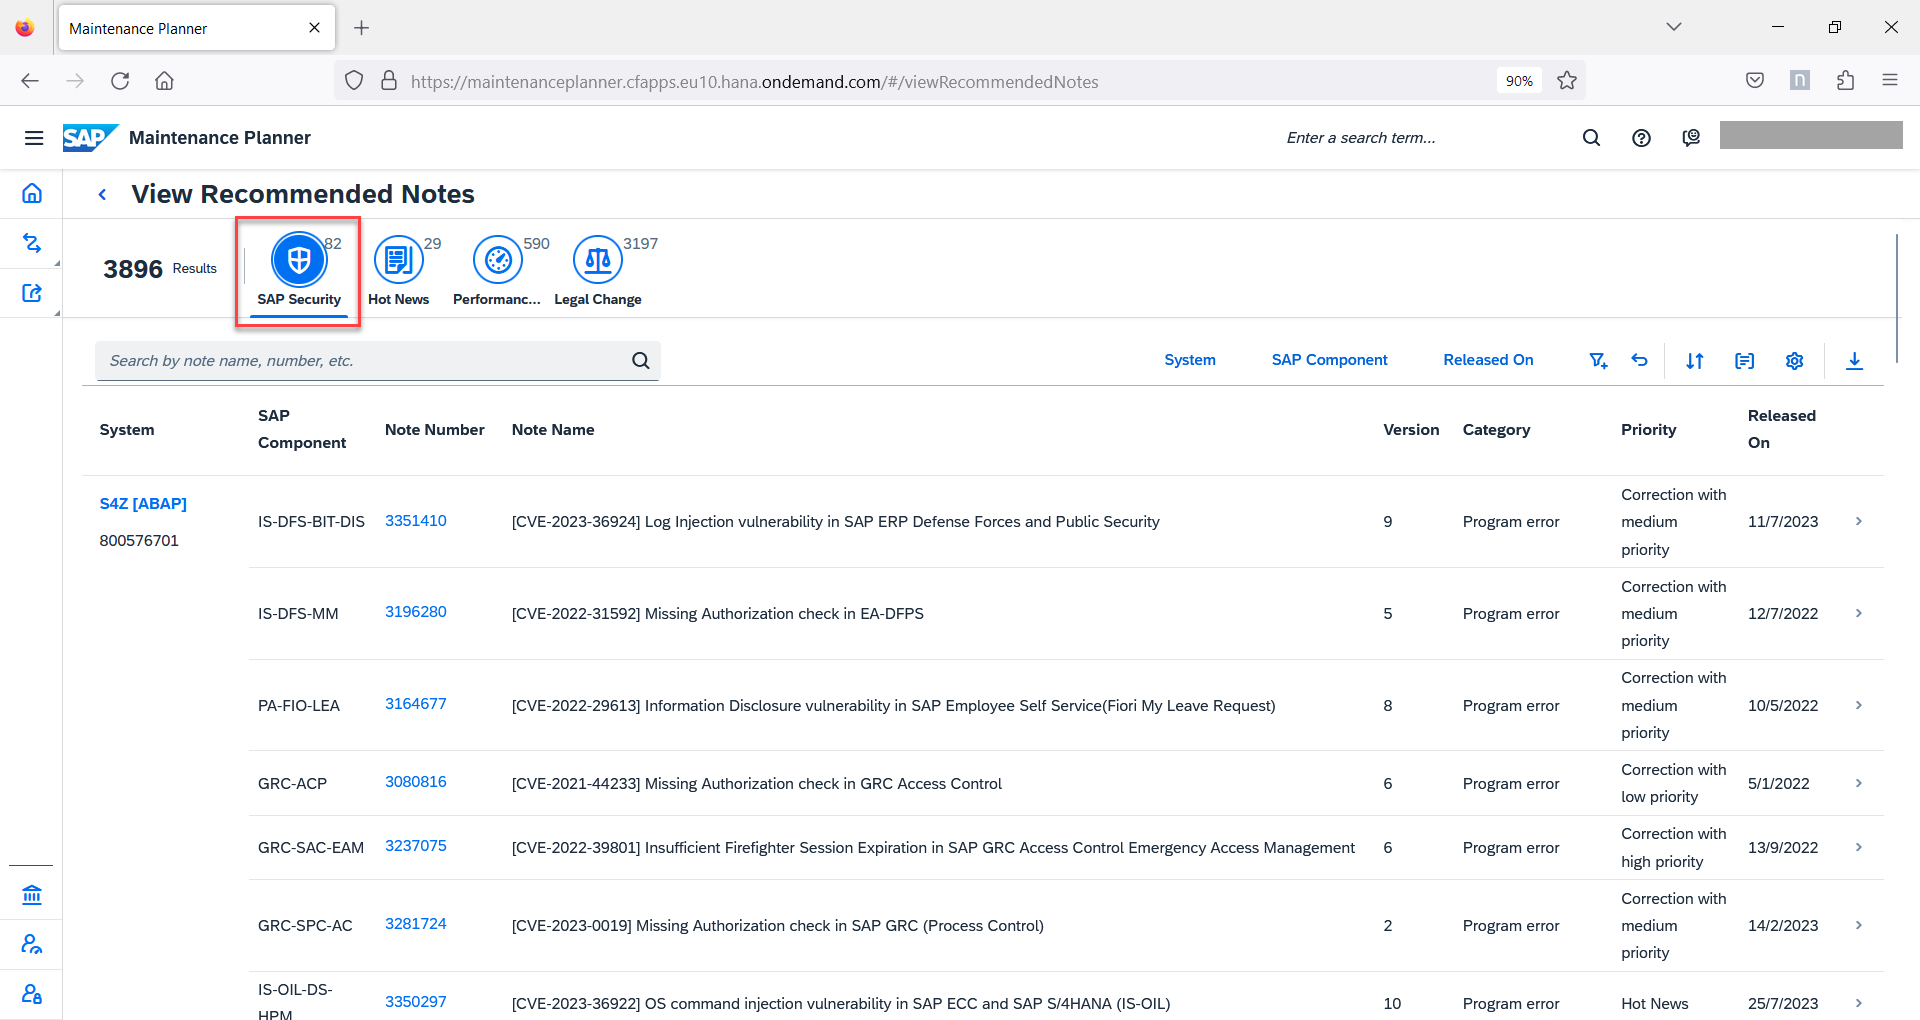 Maintenance Planner
https://maintenanceplanner.cfapps.eu10.hana.ondemand.com/#/viewRecommendedNotes
90%
n
SAP Maintenance Planner
Enter a search term...
View Recommended Notes
3896 Results
82
29
590
3197
SAP Security
Hot News
Performanc...
Legal Change
Search by note name, number, etc.
System
SAP Component
Released On
System
SAP Component
Note Number
Note Name
Version
Category
Priority
Released On
S4Z [ABAP]
800576701
IS-DFS-BIT-DIS 3351410 [CVE-2023-36924] Log Injection vulnerability in SAP ERP Defense Forces and Public Security 9 Program error Correction with medium priority 11/7/2023
IS-DFS-MM 3196280 [CVE-2022-31592] Missing Authorization check in EA-DFPS 5 Program error Correction with medium priority 12/7/2022
PA-FIO-LEA 3164677 [CVE-2022-29613] Information Disclosure vulnerability in SAP Employee Self Service(Fiori My Leave Request) 8 Program error Correction with medium priority 10/5/2022
GRC-ACP 3080816 [CVE-2021-44233] Missing Authorization check in GRC Access Control 6 Program error Correction with low priority 5/1/2022
GRC-SAC-EAM 3237075 [CVE-2022-39801] Insufficient Firefighter Session Expiration in SAP GRC Access Control Emergency Access Management 6 Program error Correction with high priority 13/9/2022
GRC-SPC-AC 3281724 [CVE-2023-0019] Missing Authorization check in SAP GRC (Process Control) 2 Program error Correction with medium priority 14/2/2023
IS-OIL-DS-HPM 3350297 [CVE-2023-36922] OS command injection vulnerability in SAP ECC and SAP S/4HANA (IS-OIL) 10 Program error Hot News 25/7/2023